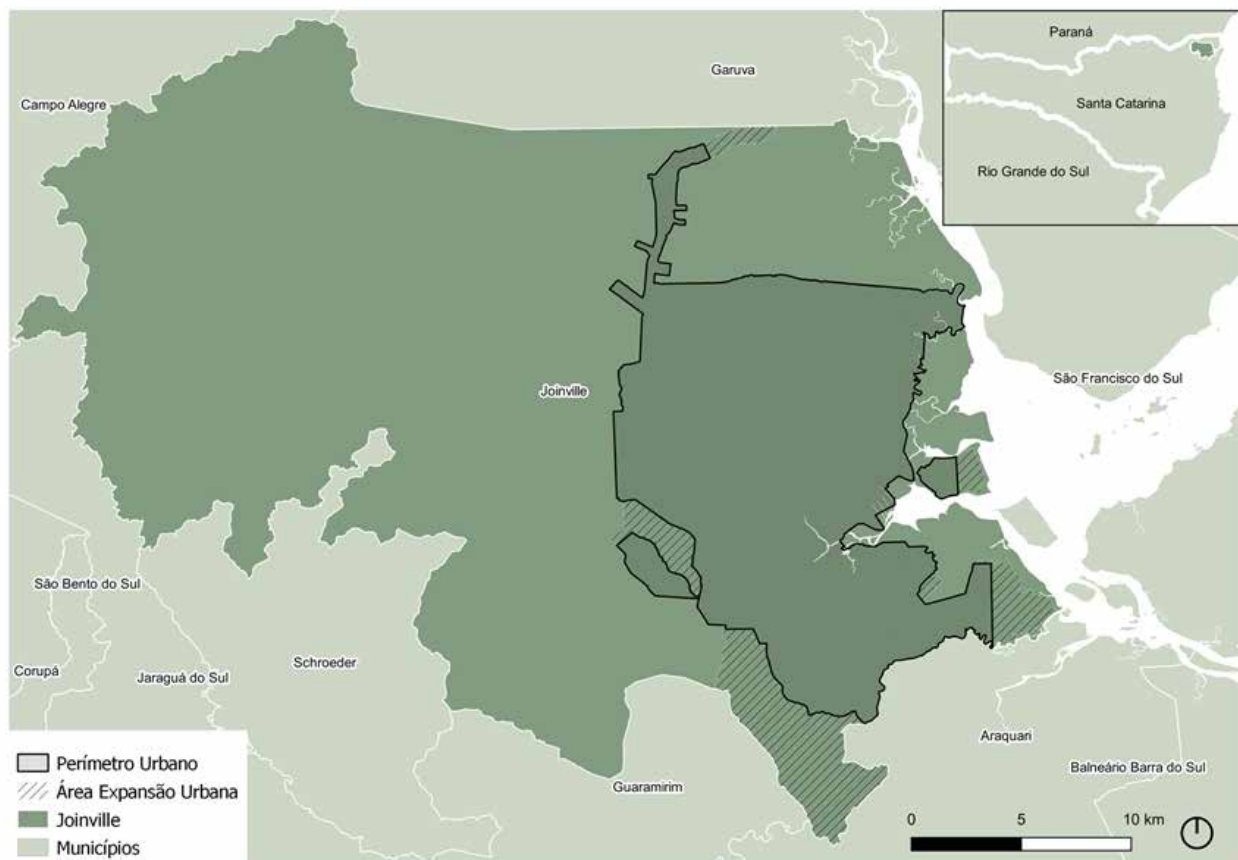 Paraná
Santa Catarina
Rio Grande do Sul
Garuva
Campo Alegre
São Francisco do Sul
Joinville
São Bento do Sul
Corupá
Jaraguá do Sul
Schroeder
Araquari
Balneário Barra do Sul
Guaramirim
Perímetro Urbano
Área Expansão Urbana
Joinville
Municípios
0 5 10 km